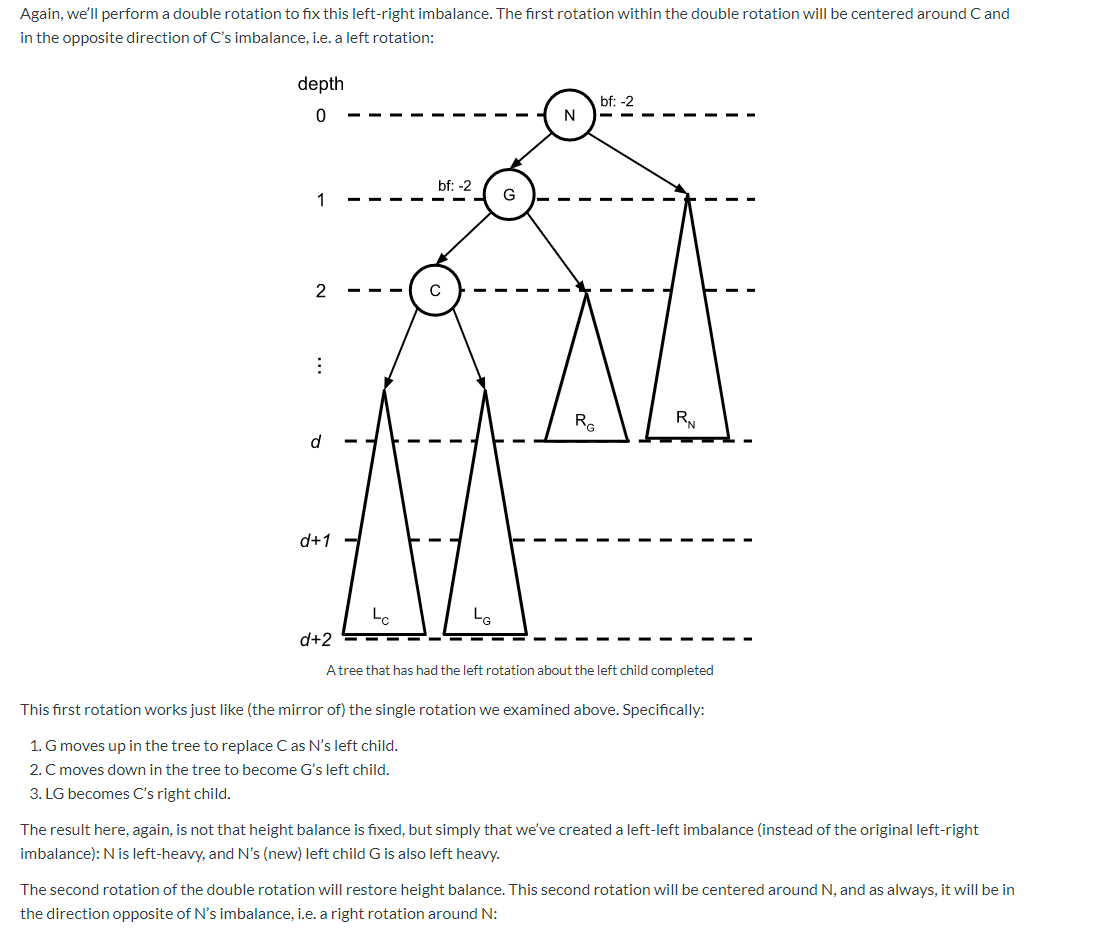 Again, we'll perform a double rotation to fix this left-right imbalance. The first rotation within the double rotation will be centered around C and
in the opposite direction of C's imbalance, i.e. a left rotation:
depth
0
N
bf: -2
1
bf: -2
G
2
C
⋮
d
RG
RN
d+1
LC
LG
d+2
A tree that has had the left rotation about the left child completed
This first rotation works just like (the mirror of) the single rotation we examined above. Specifically:
1. G moves up in the tree to replace C as N's left child.
2. C moves down in the tree to become G's left child.
3. LG becomes C's right child.
The result here, again, is not that height balance is fixed, but simply that we've created a left-left imbalance (instead of the original left-right
imbalance): N is left-heavy, and N's (new) left child G is also left heavy.
The second rotation of the double rotation will restore height balance. This second rotation will be centered around N, and as always, it will be in
the direction opposite of N's imbalance, i.e. a right rotation around N: